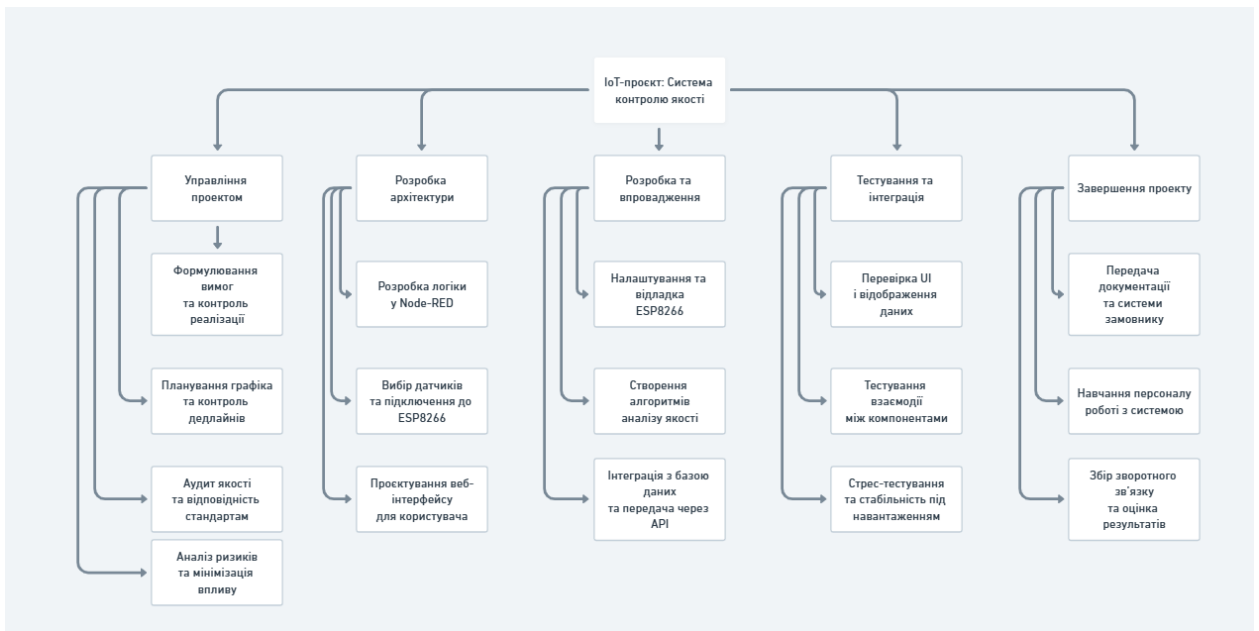 IoT-проєкт: Система
контролю якості
Управління
проектом
Розробка
архітектури
Розробка та
впровадження
Тестування та
інтеграція
Завершення проекту
Формулювання
вимог
та контроль
реалізації
Розробка логіки
у Node-RED
Налаштування та
відладка
ESP8266
Перевірка UI
і відображення
даних
Передача
документації
та системи
замовнику
Планування графіка
та контроль
дедлайнів
Вибір датчиків
та підключення до
ESP8266
Створення
алгоритмів
аналізу якості
Тестування
взаємодії
між компонентами
Навчання персоналу
роботі з системою
Аудит якості
та відповідність
стандартам
Проєктування веб-
інтерфейсу
для користувача
Інтеграція з базою
даних
та передача через
API
Стрес-тестування
та стабільність під
навантаженням
Збір зворотного
зв'язку
та оцінка
результатів
Аналіз ризиків
та мінімізація
впливу